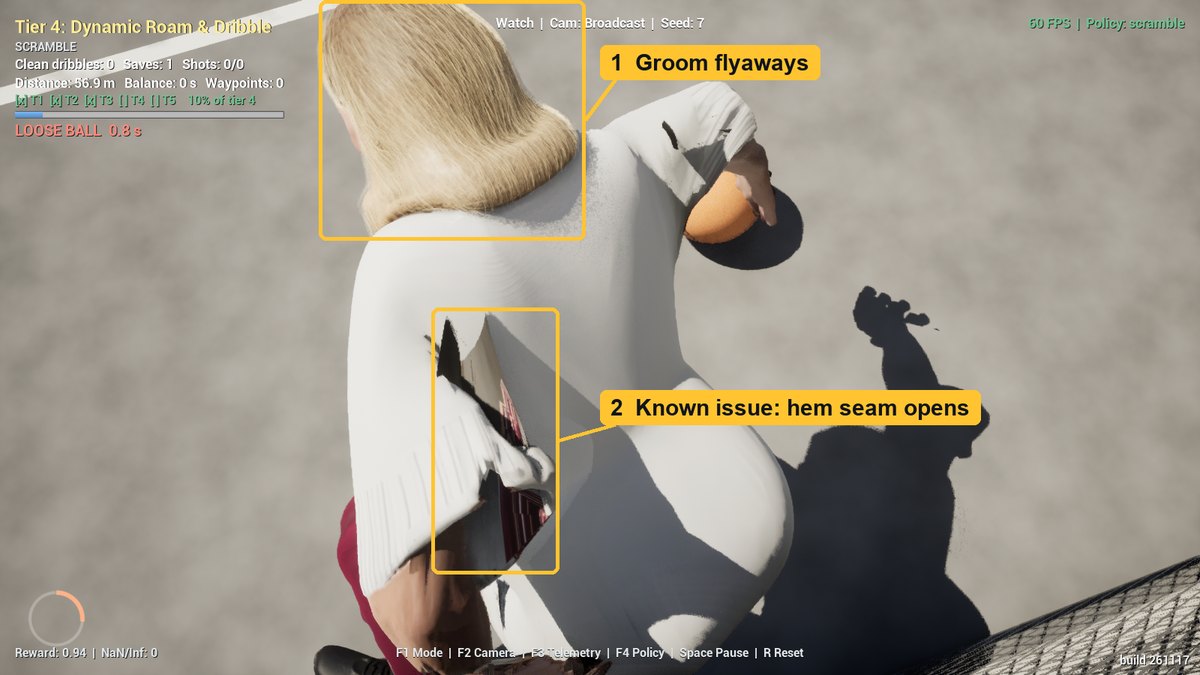 Tier 4: Dynamic Roam & Dribble
SCRAMBLE
Clean dribbles: 0 Saves: 1 Shots: 0/0
Distance: 56.9 m Balance: 0 s Waypoints: 0
[x] T1 [x] T2 [x] T3 [ ] T4 [ ] T5 10% of tier 4
LOOSE BALL 0.8 s
Watch | Cam: Broadcast | Seed: 7
60 FPS | Policy: scramble
1 Groom flyaways
2 Known issue: hem seam opens
Reward: 0.94 | NaN/Inf: 0
F1 Mode | F2 Camera | F3 Telemetry | F4 Policy | Space Pause | R Reset
build 261117